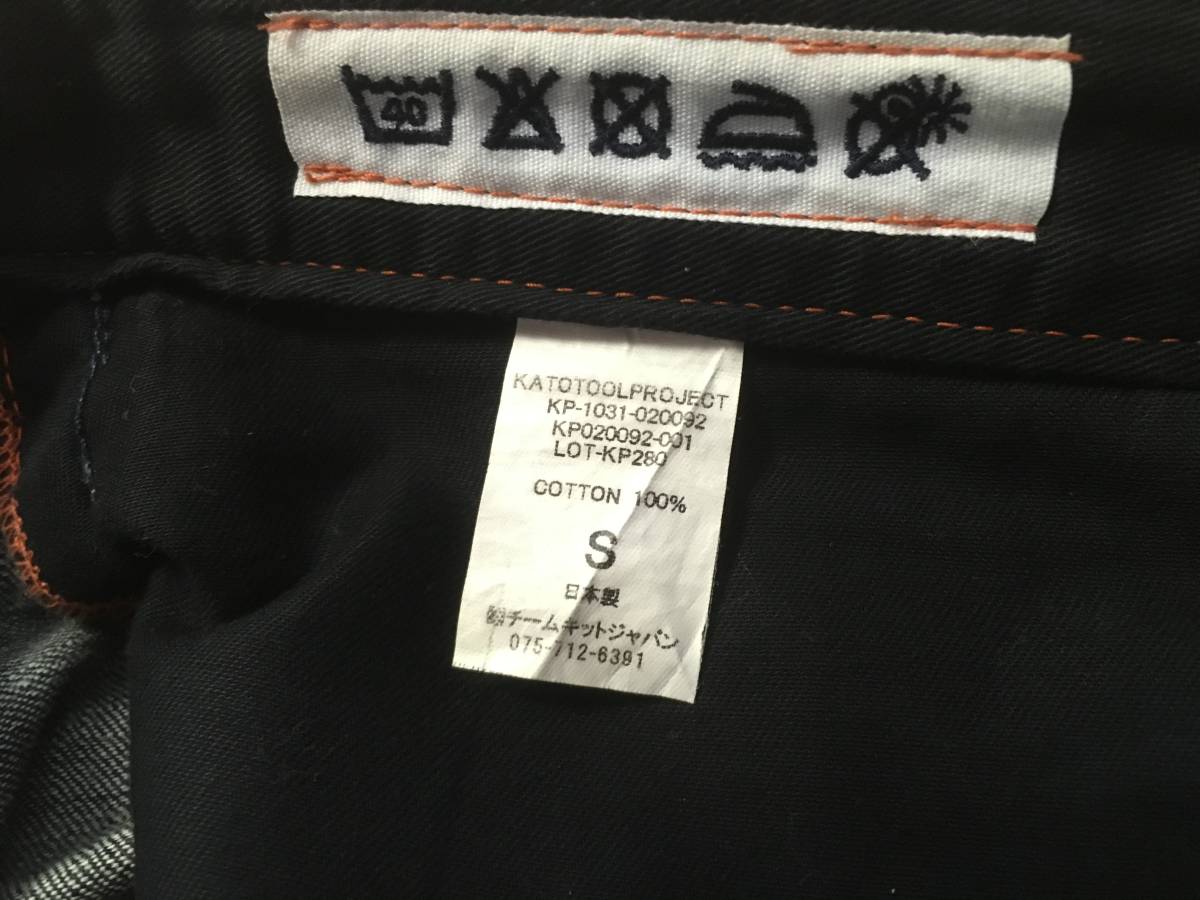 40
KATOTOOLPROJECT
KP-1031-020092
KP020092-001
LOT-KP280
COTTON 100%
S
日本製
㈱チームキットジャパン
075-712-6391